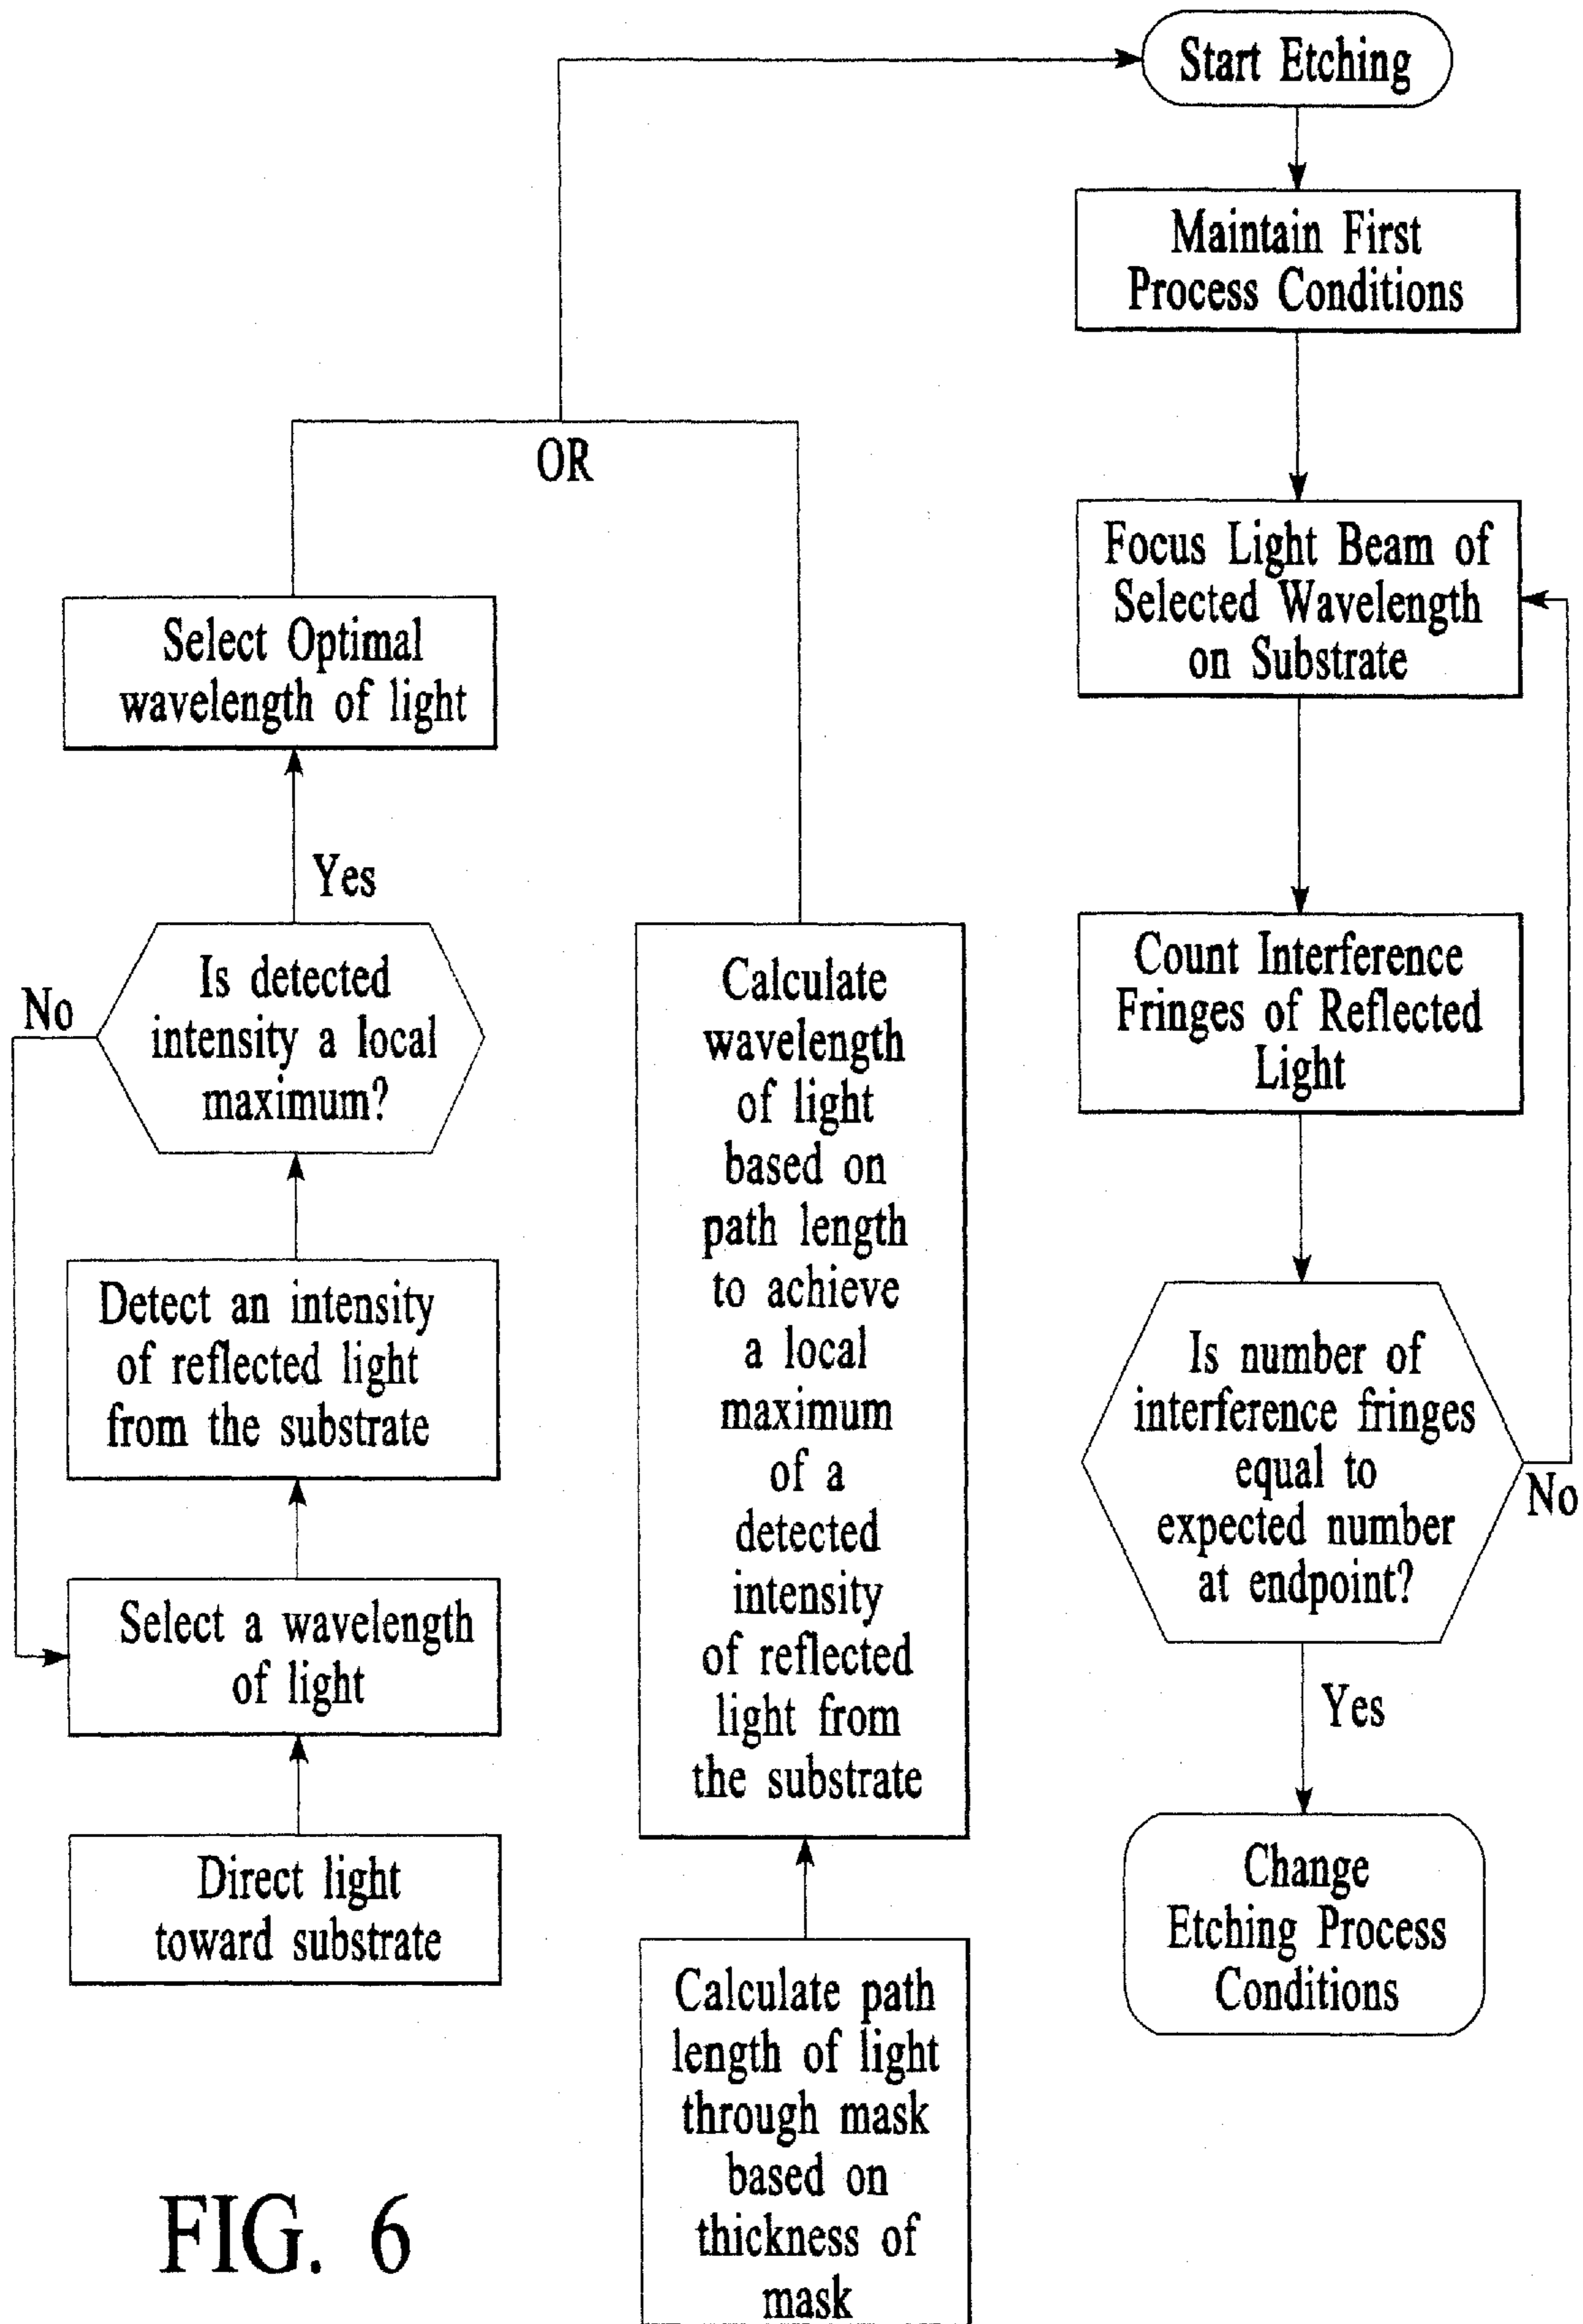 Start Etching
Maintain First
Process Conditions
OR
Focus Light Beam of
Selected Wavelength
on Substrate
Select Optimal
wavelength of light
Yes
Is detected
intensity a local
maximum?
No
Detect an intensity
of reflected light
from the substrate
Select a wavelength
of light
Direct light
toward substrate
Calculate
wavelength
of light
based on
path length
to achieve
a local
maximum
of a
detected
intensity
of reflected
light from
the substrate
Calculate path
length of light
through mask
based on
thickness of
mask
Count Interference
Fringes of Reflected
Light
Is number of
interference fringes
equal to
expected number
at endpoint?
No
Yes
Change
Etching Process
Conditions
FIG. 6